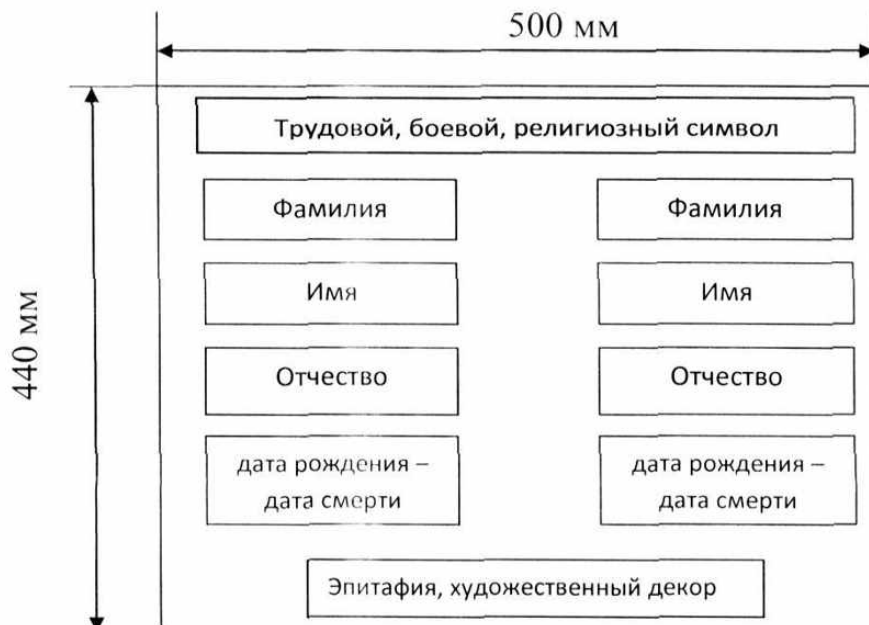 500 мм
440 мм
Трудовой, боевой, религиозный символ
Фамилия
Фамилия
Имя
Имя
Отчество
Отчество
дата рождения –
дата смерти
дата рождения –
дата смерти
Эпитафия, художественный декор